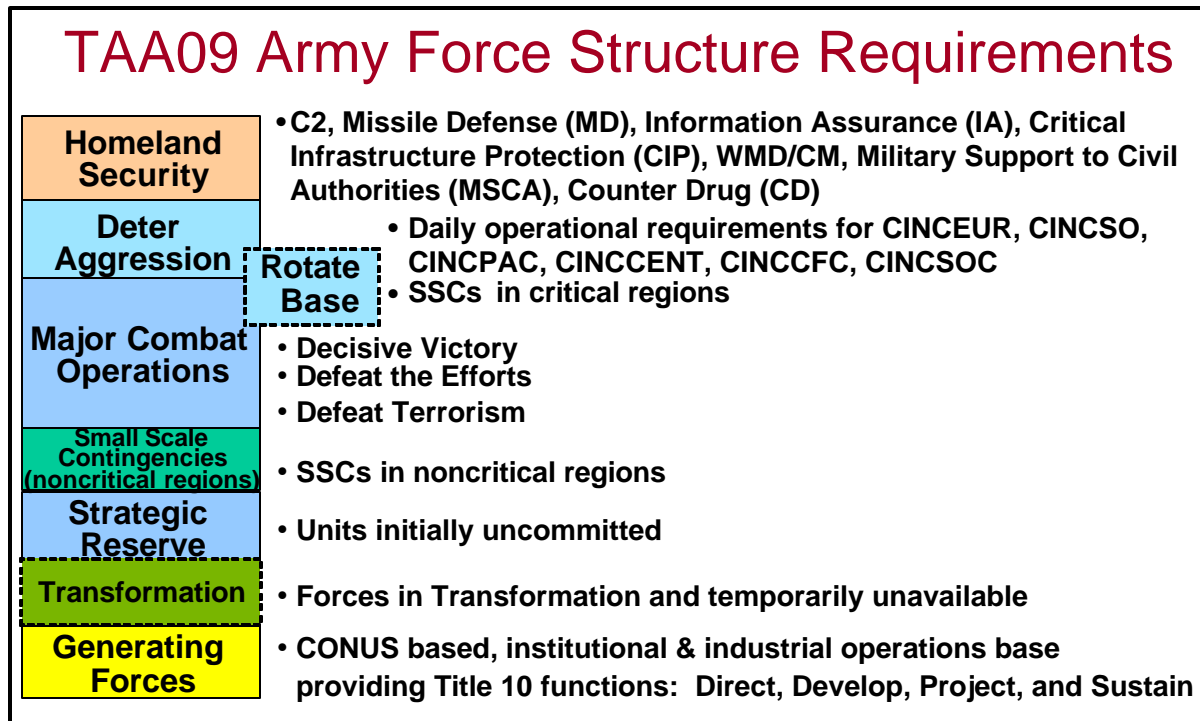 TAA09 Army Force Structure Requirements
Homeland
Security
•C2, Missile Defense (MD), Information Assurance (IA), Critical
Infrastructure Protection (CIP), WMD/CM, Military Support to Civil
Authorities (MSCA), Counter Drug (CD)
Deter
Aggression
Rotate
Base
• Daily operational requirements for CINCEUR, CINCSO,
CINCPAC, CINCCENT, CINCCFC, CINCSOC
• SSCs in critical regions
Major Combat
Operations
• Decisive Victory
• Defeat the Efforts
• Defeat Terrorism
Small Scale
Contingencies
(noncritical regions)
• SSCs in noncritical regions
Strategic
Reserve
• Units initially uncommitted
Transformation
• Forces in Transformation and temporarily unavailable
Generating
Forces
• CONUS based, institutional & industrial operations base
providing Title 10 functions: Direct, Develop, Project, and Sustain